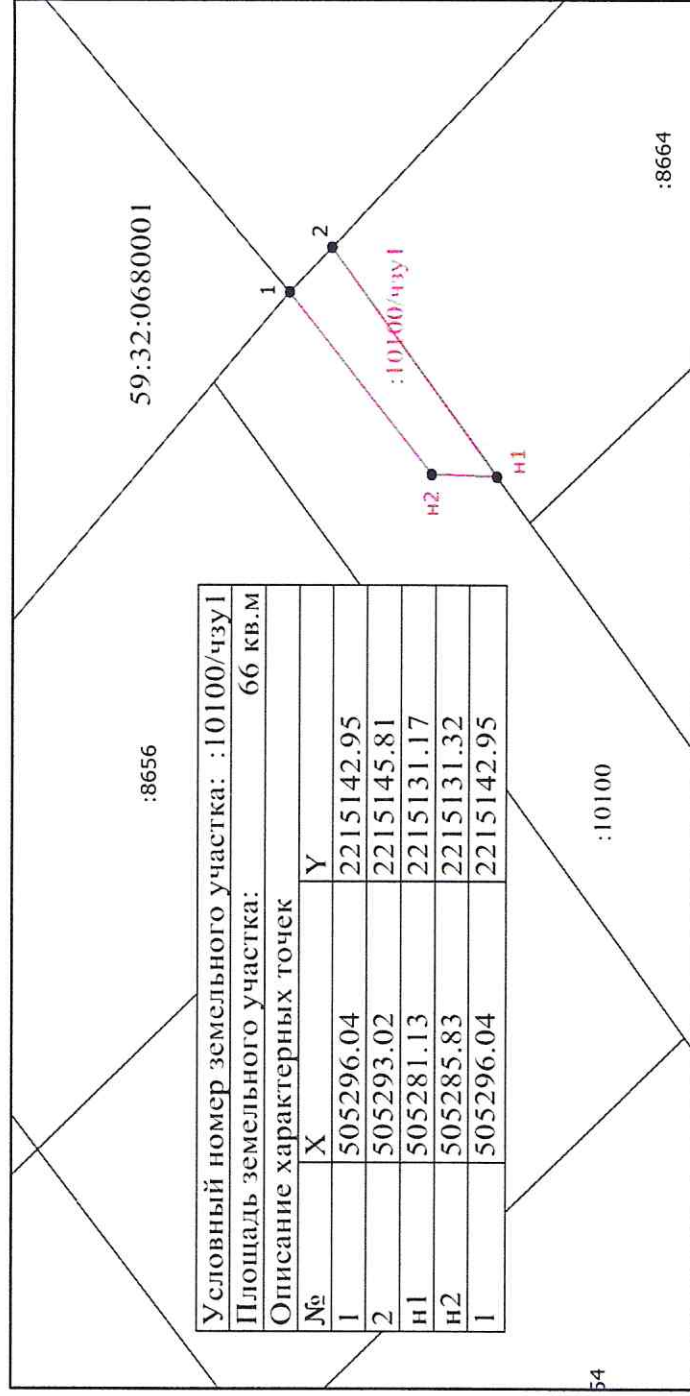 59:32:0680001
:8656
1
2
:10100/чзу1
н2
н1
:8664
:10100
54
Условный номер земельного участка: :10100/чзу1
Площадь земельного участка: 66 кв.м
Описание характерных точек
№ X Y
1 505296.04 2215142.95
2 505293.02 2215145.81
н1 505281.13 2215131.17
н2 505285.83 2215131.32
1 505296.04 2215142.95